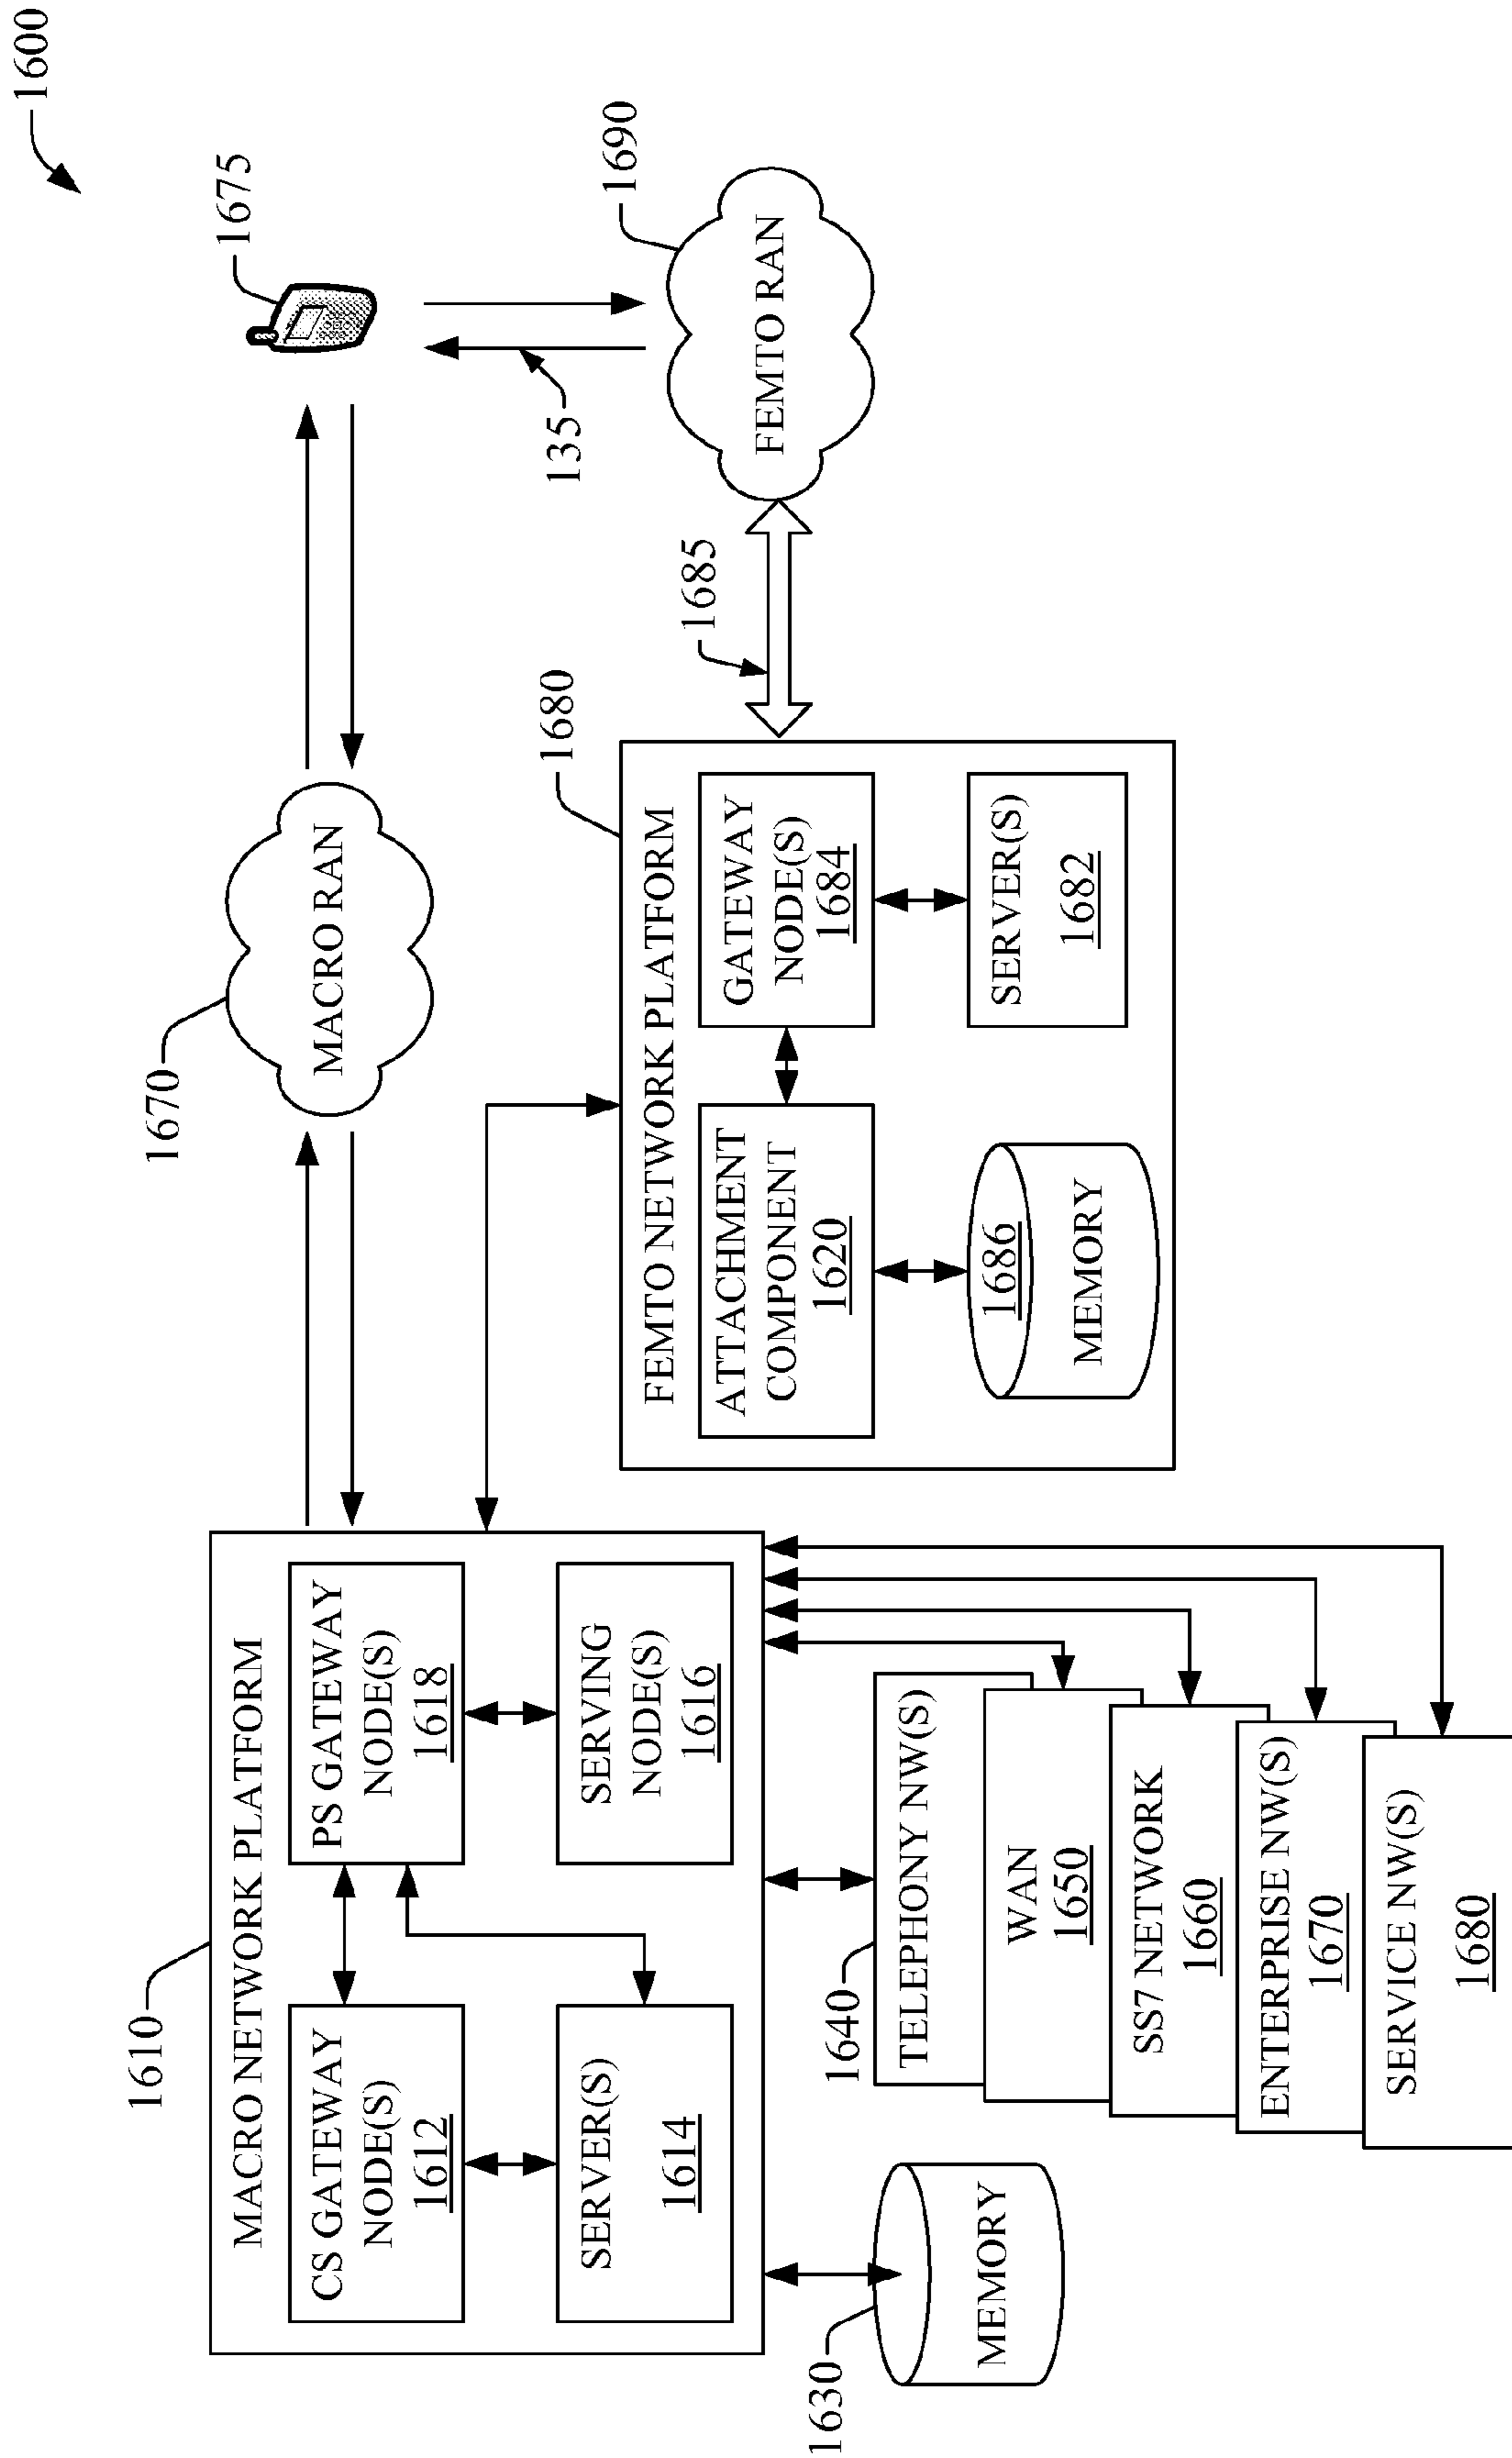 1600
1675
1670
MACRO RAN
135
1690
FEMTO RAN
1685
1610
MACRO NETWORK PLATFORM
CS GATEWAY
NODE(S)
1612
PS GATEWAY
NODE(S)
1618
SERVER(S)
1614
SERVING
NODE(S)
1616
1680
FEMTO NETWORK PLATFORM
ATTACHMENT
COMPONENT
1620
GATEWAY
NODE(S)
1684
1686
MEMORY
SERVER(S)
1682
1630
MEMORY
1640
TELEPHONY NW(S)
WAN
1650
SS7 NETWORK
1660
ENTERPRISE NW(S)
1670
SERVICE NW(S)
1680